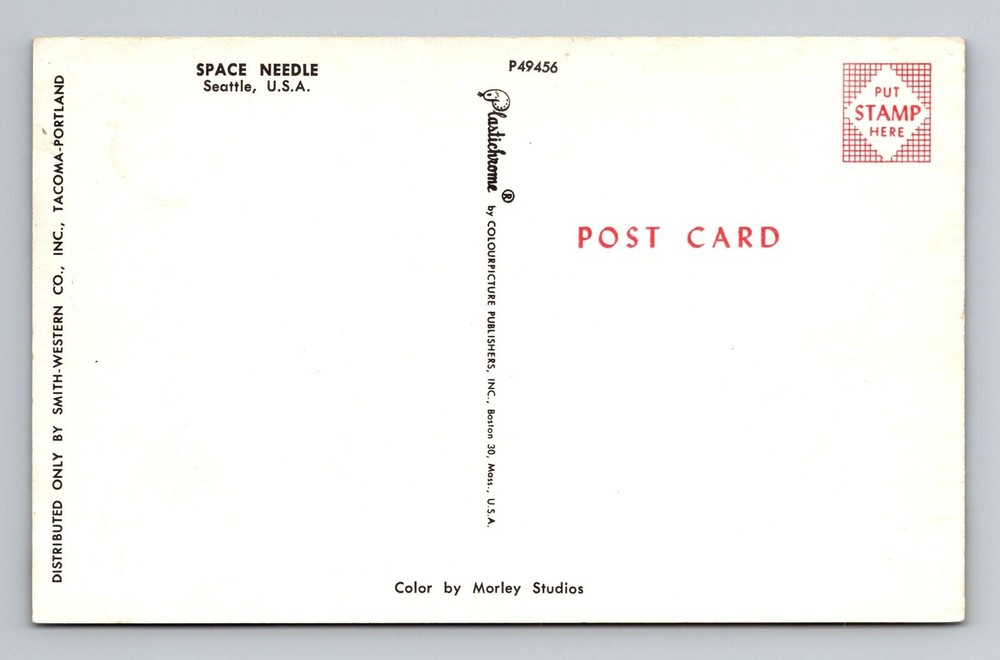 SPACE NEEDLE
Seattle, U.S.A.
P49456
PUT
STAMP
HERE
DISTRIBUTED ONLY BY SMITH-WESTERN CO., INC., TACOMA-PORTLAND
Plastichrome ® by COLOURPICTURE PUBLISHERS, INC., Boston 30, Mass., U.S.A.
POST CARD
Color by Morley Studios